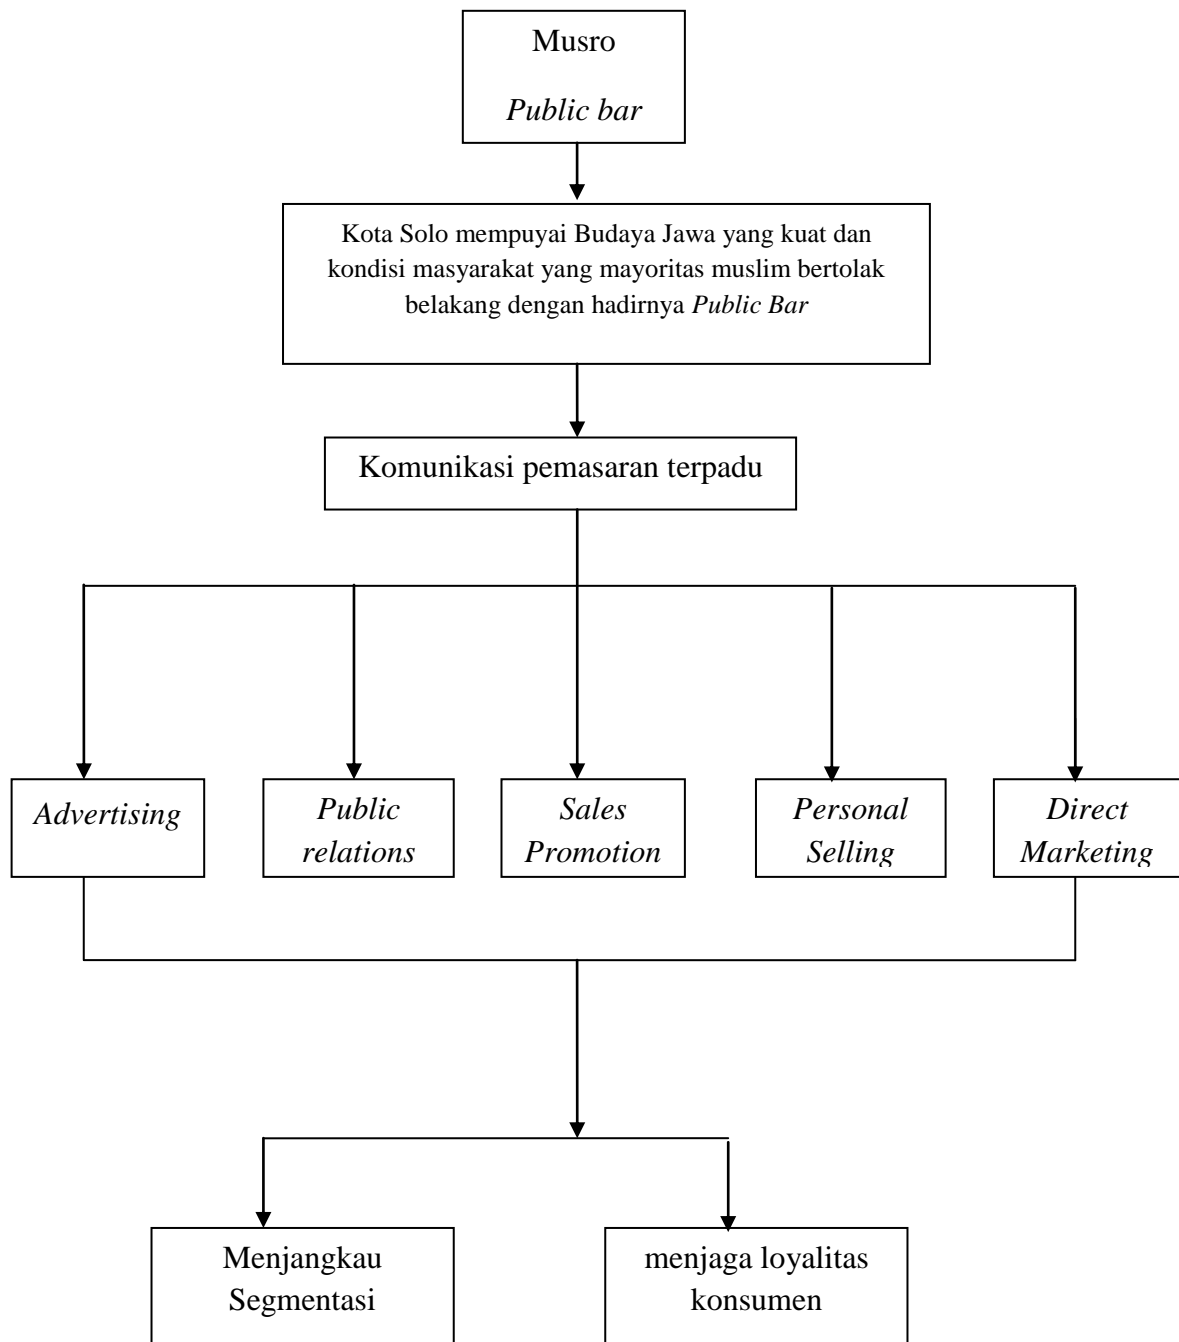 Musro
Public bar
Kota Solo mempuyai Budaya Jawa yang kuat dan
kondisi masyarakat yang mayoritas muslim bertolak
belakang dengan hadirnya Public Bar
Komunikasi pemasaran terpadu
Advertising
Public
relations
Sales
Promotion
Personal
Selling
Direct
Marketing
Menjangkau
Segmentasi
menjaga loyalitas
konsumen